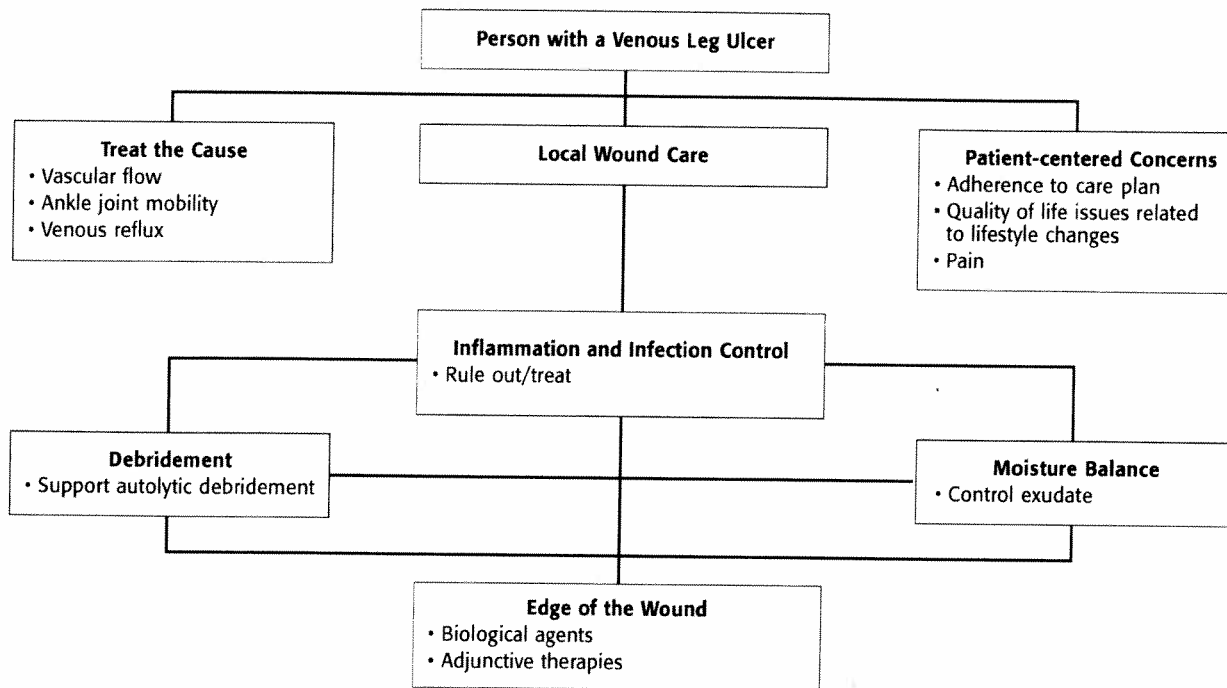 Person with a Venous Leg Ulcer
Treat the Cause
• Vascular flow
• Ankle joint mobility
• Venous reflux
Local Wound Care
Patient-centered Concerns
• Adherence to care plan
• Quality of life issues related
to lifestyle changes
• Pain
Inflammation and Infection Control
• Rule out/treat
Debridement
• Support autolytic debridement
Moisture Balance
• Control exudate
Edge of the Wound
• Biological agents
• Adjunctive therapies